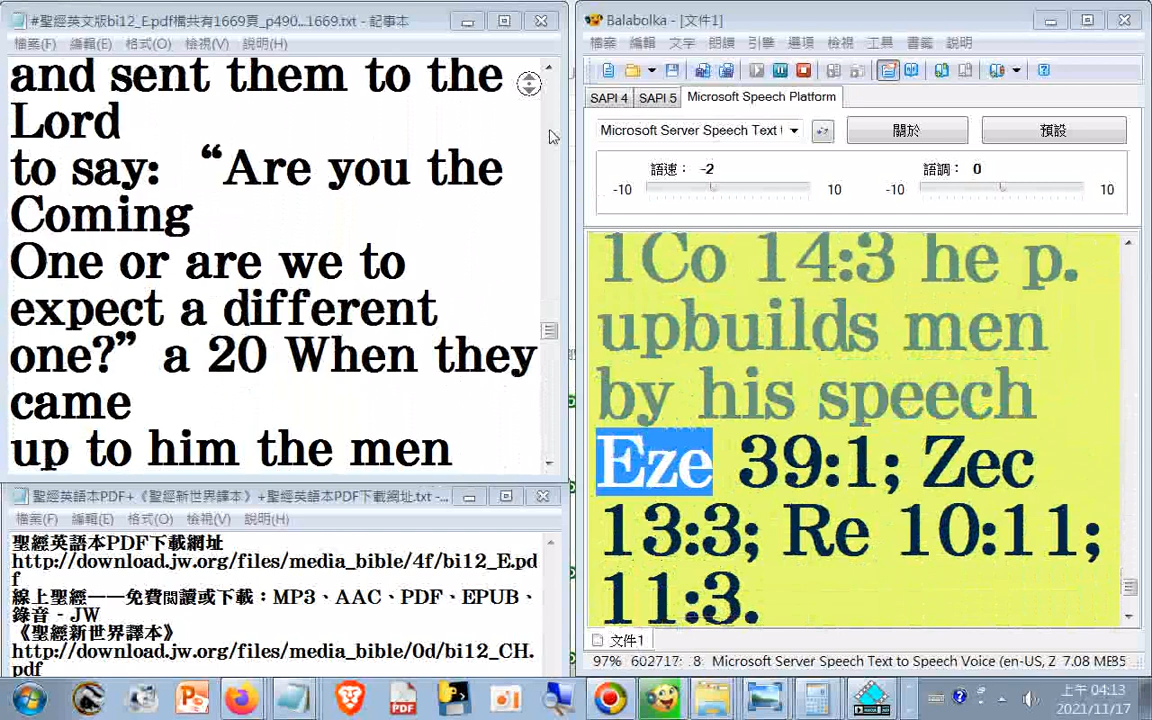 #聖經英文版bi12_E.pdf檔共有1669頁_p490...1669.txt - 記事本
檔案(F) 編輯(E) 格式(O) 檢視(V) 說明(H)
and sent them to the
Lord
to say: “Are you the
Coming
One or are we to
expect a different
one?” a 20 When they
came
up to him the men
聖經英語本PDF+《聖經新世界譯本》+聖經英語本PDF下載網址.txt -...
檔案(F) 編輯(E) 格式(O) 檢視(V) 說明(H)
聖經英語本PDF下載網址
http://download.jw.org/files/media_bible/4f/bi12_E.pd
f
線上聖經——免費閱讀或下載：MP3、AAC、PDF、EPUB、
錄音 - JW
《聖經新世界譯本》
http://download.jw.org/files/media_bible/0d/bi12_CH.
pdf
Balabolka - [文件1]
檔案 編輯 文字 朗讀 引擎 選項 檢視 工具 書籤 說明
SAPI 4 SAPI 5 Microsoft Speech Platform
Microsoft Server Speech Text 關於 預設
語速： -2 語調： 0
-10 10 -10 10
1Co 14:3 he p.
upbuilds men
by his speech
Eze 39:1; Zec
13:3; Re 10:11;
11:3.
文件1
97% 602717: .8 Microsoft Server Speech Text to Speech Voice (en-US, Z 7.08 MB
PDF
上午 04:13
2021/11/17